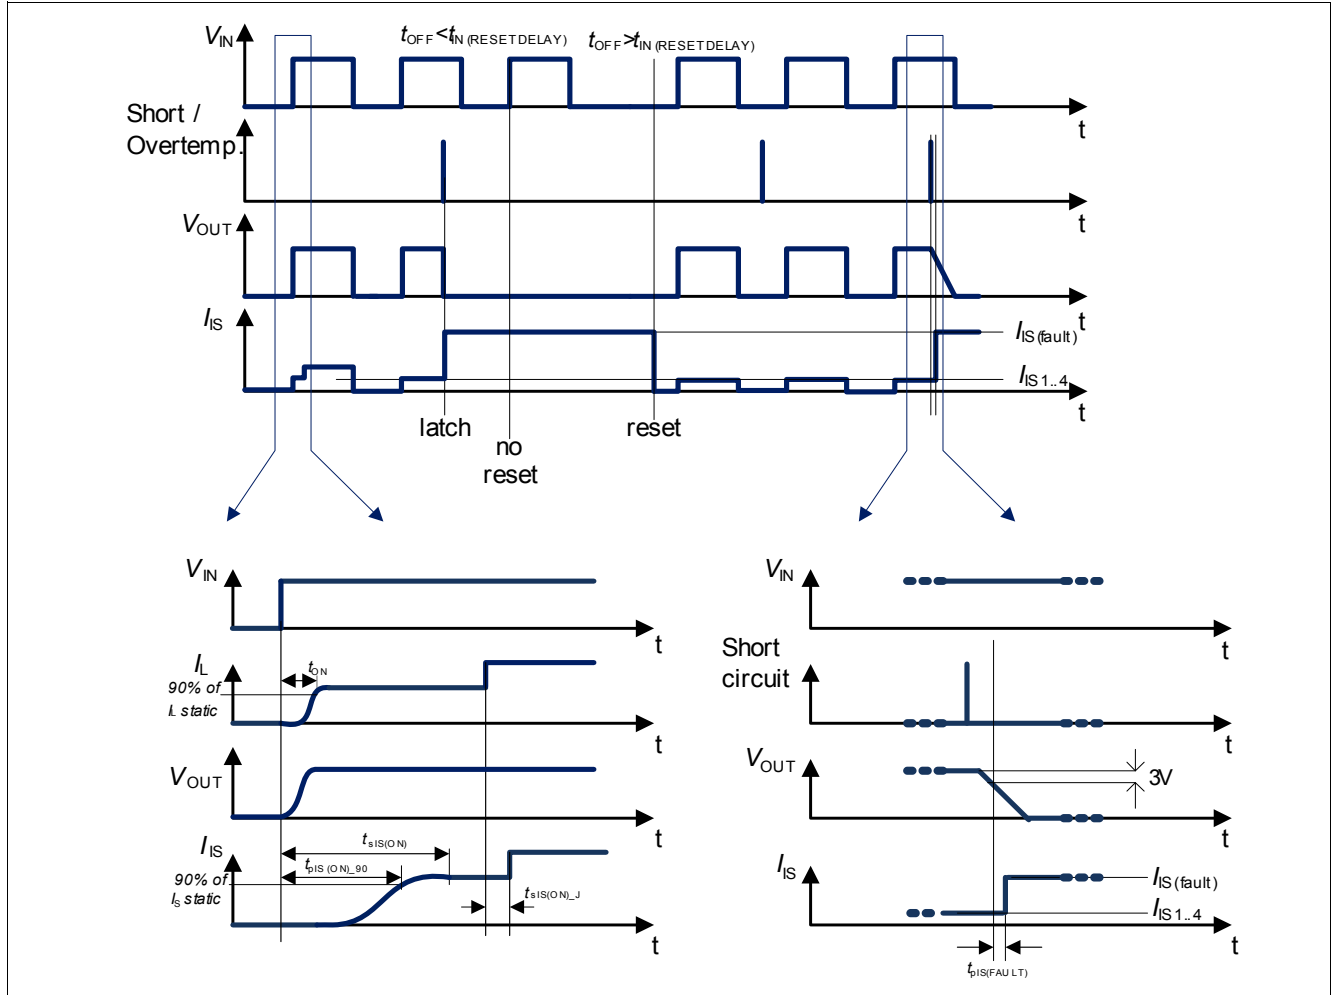 VIN
tOFF<tIN(RESETDELAY)
tOFF>tIN(RESETDELAY)
t
Short /
Overtemp.
t
VOUT
t
IIS
IIS(fault)
IIS1..4
t
latch
no
reset
reset
VIN
t
IL
tON
90% of
IL static
t
VOUT
t
IIS
tsIS(ON)
tpIS(ON)_90
90% of
IS static
tsIS(ON)_J
t
VIN
t
Short
circuit
t
VOUT
3V
t
IIS
IIS(fault)
IIS1..4
t
tpIS(FAULT)